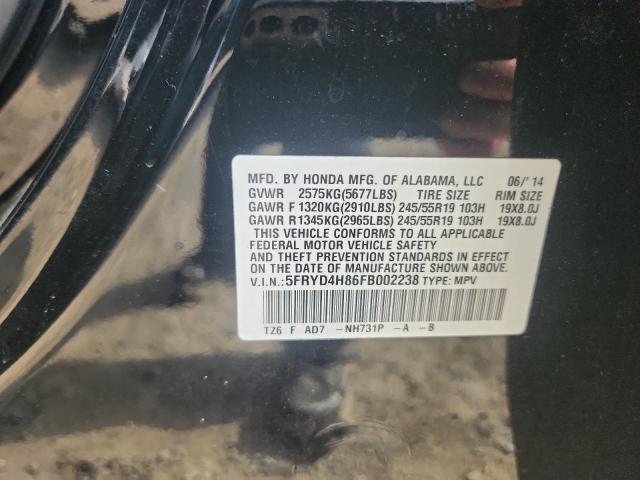 MFD. BY HONDA MFG. OF ALABAMA, LLC 06/'14
GVWR 2575KG(5677LBS) TIRE SIZE RIM SIZE
GAWR F 1320KG(2910LBS) 245/55R19 103H 19X8.0J
GAWR R1345KG(2965LBS) 245/55R19 103H 19X8.0J
THIS VEHICLE CONFORMS TO ALL APPLICABLE
FEDERAL MOTOR VEHICLE SAFETY
AND THEFT PREVENTION STANDARDS IN EFFECT
ON THE DATE OF MANUFACTURE SHOWN ABOVE.
V.I.N.:5FRYD4H86FB002238 TYPE: MPV
TZ6 F AD7 -NH731P -A -B